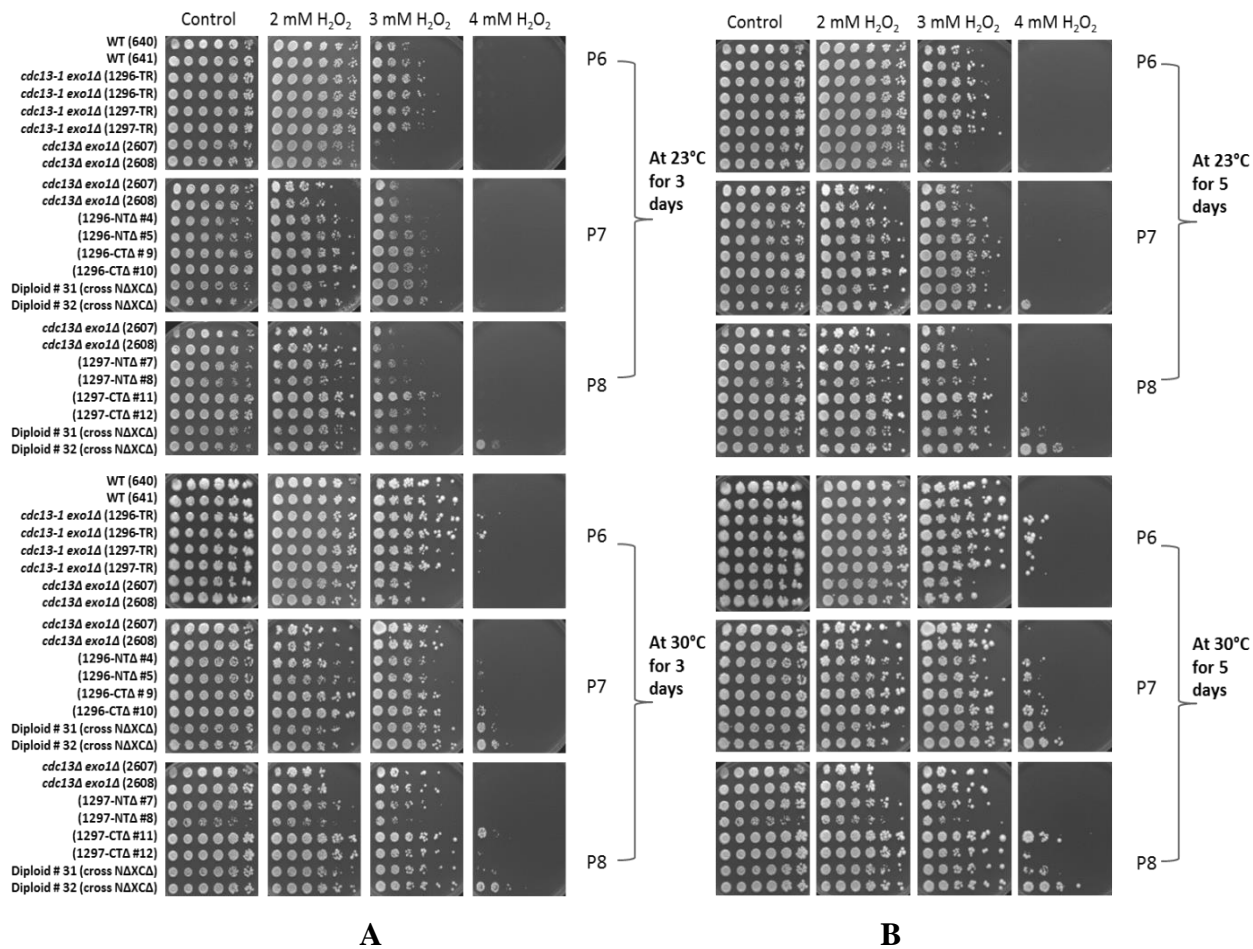 Control 2 mM H₂O₂ 3 mM H₂O₂ 4 mM H₂O₂
WT (640)
WT (641)
cdc13-1 exo1Δ (1296-TR)
cdc13-1 exo1Δ (1296-TR)
cdc13-1 exo1Δ (1297-TR)
cdc13-1 exo1Δ (1297-TR)
cdc13Δ exo1Δ (2607)
cdc13Δ exo1Δ (2608)
P6
cdc13Δ exo1Δ (2607)
cdc13Δ exo1Δ (2608)
(1296-NTΔ #4)
(1296-NTΔ #5)
(1296-CTΔ # 9)
(1296-CTΔ #10)
Diploid # 31 (cross NΔXCΔ)
Diploid # 32 (cross NΔXCΔ)
P7
cdc13Δ exo1Δ (2607)
cdc13Δ exo1Δ (2608)
(1297-NTΔ #7)
(1297-NTΔ #8)
(1297-CTΔ #11)
(1297-CTΔ #12)
Diploid # 31 (cross NΔXCΔ)
Diploid # 32 (cross NΔXCΔ)
P8
At 23°C
for 3
days
WT (640)
WT (641)
cdc13-1 exo1Δ (1296-TR)
cdc13-1 exo1Δ (1296-TR)
cdc13-1 exo1Δ (1297-TR)
cdc13-1 exo1Δ (1297-TR)
cdc13Δ exo1Δ (2607)
cdc13Δ exo1Δ (2608)
P6
cdc13Δ exo1Δ (2607)
cdc13Δ exo1Δ (2608)
(1296-NTΔ #4)
(1296-NTΔ #5)
(1296-CTΔ # 9)
(1296-CTΔ #10)
Diploid # 31 (cross NΔXCΔ)
Diploid # 32 (cross NΔXCΔ)
P7
cdc13Δ exo1Δ (2607)
cdc13Δ exo1Δ (2608)
(1297-NTΔ #7)
(1297-NTΔ #8)
(1297-CTΔ #11)
(1297-CTΔ #12)
Diploid # 31 (cross NΔXCΔ)
Diploid # 32 (cross NΔXCΔ)
P8
At 30°C
for 3
days
A
Control 2 mM H₂O₂ 3 mM H₂O₂ 4 mM H₂O₂
P6
P7
P8
At 23°C
for 5
days
P6
P7
P8
At 30°C
for 5
days
B